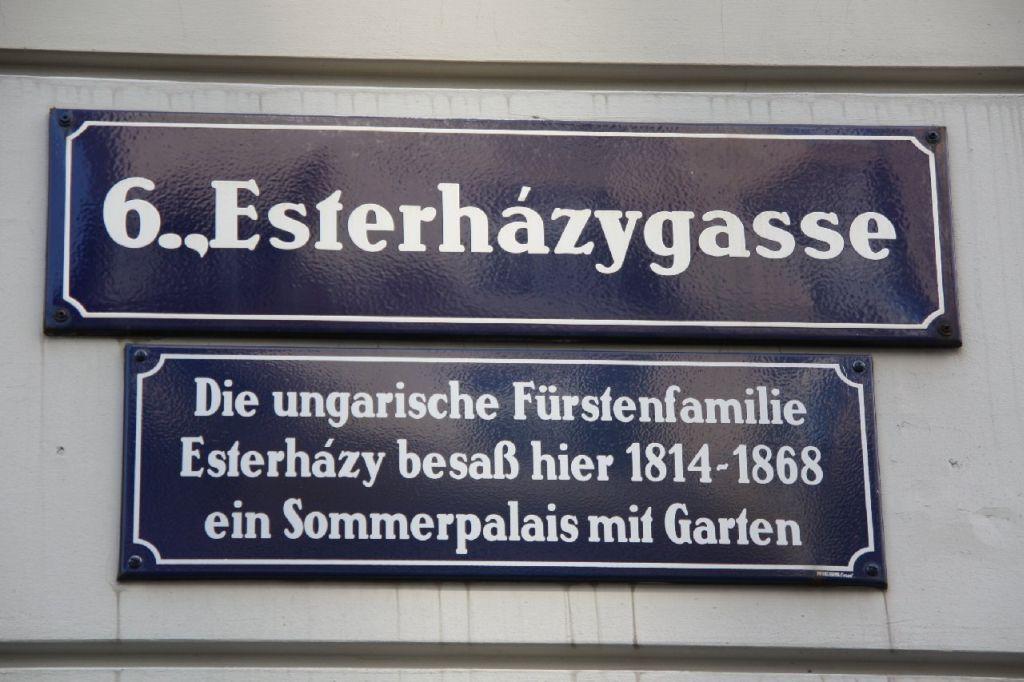 6., Esterházygasse
Die ungarische Fürstenfamilie
Esterházy besaß hier 1814-1868
ein Sommerpalais mit Garten